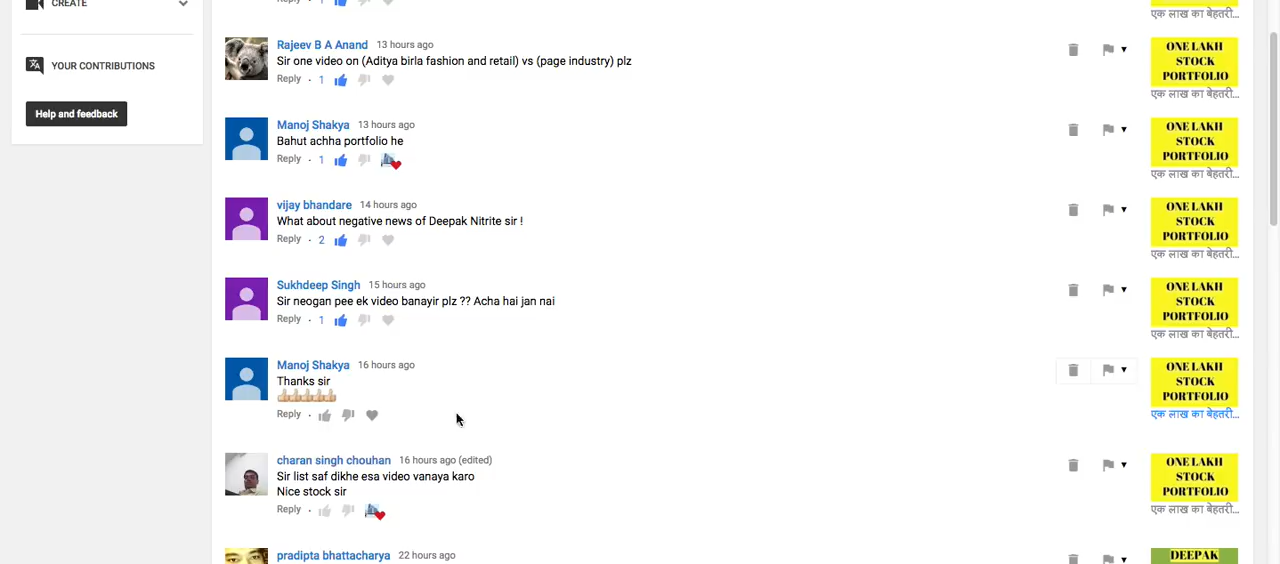 CREATE
YOUR CONTRIBUTIONS
Help and feedback
Reply · 1
एक लाख का बेहतरी...
Rajeev B A Anand 13 hours ago
Sir one video on (Aditya birla fashion and retail) vs (page industry) plz
Reply · 1
ONE LAKH
STOCK
PORTFOLIO
एक लाख का बेहतरी...
Manoj Shakya 13 hours ago
Bahut achha portfolio he
Reply · 1
ONE LAKH
STOCK
PORTFOLIO
एक लाख का बेहतरी...
vijay bhandare 14 hours ago
What about negative news of Deepak Nitrite sir !
Reply · 2
ONE LAKH
STOCK
PORTFOLIO
एक लाख का बेहतरी...
Sukhdeep Singh 15 hours ago
Sir neogan pee ek video banayir plz ?? Acha hai jan nai
Reply · 1
ONE LAKH
STOCK
PORTFOLIO
एक लाख का बेहतरी...
Manoj Shakya 16 hours ago
Thanks sir
👍👍👍👍👍
Reply ·
ONE LAKH
STOCK
PORTFOLIO
एक लाख का बेहतरी...
charan singh chouhan 16 hours ago (edited)
Sir list saf dikhe esa video vanaya karo
Nice stock sir
Reply ·
ONE LAKH
STOCK
PORTFOLIO
एक लाख का बेहतरी...
pradipta bhattacharya 22 hours ago
DEEPAK